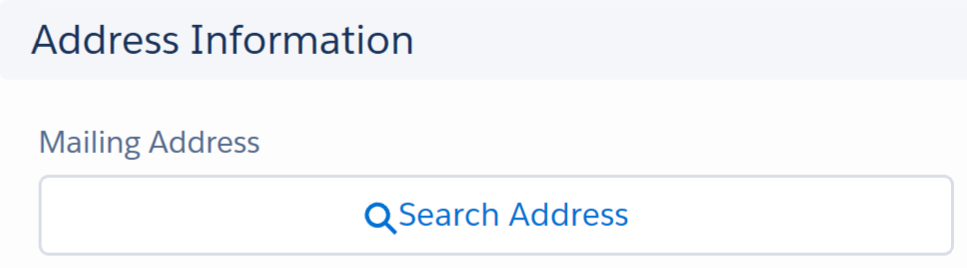 Address Information
Mailing Address
Search Address